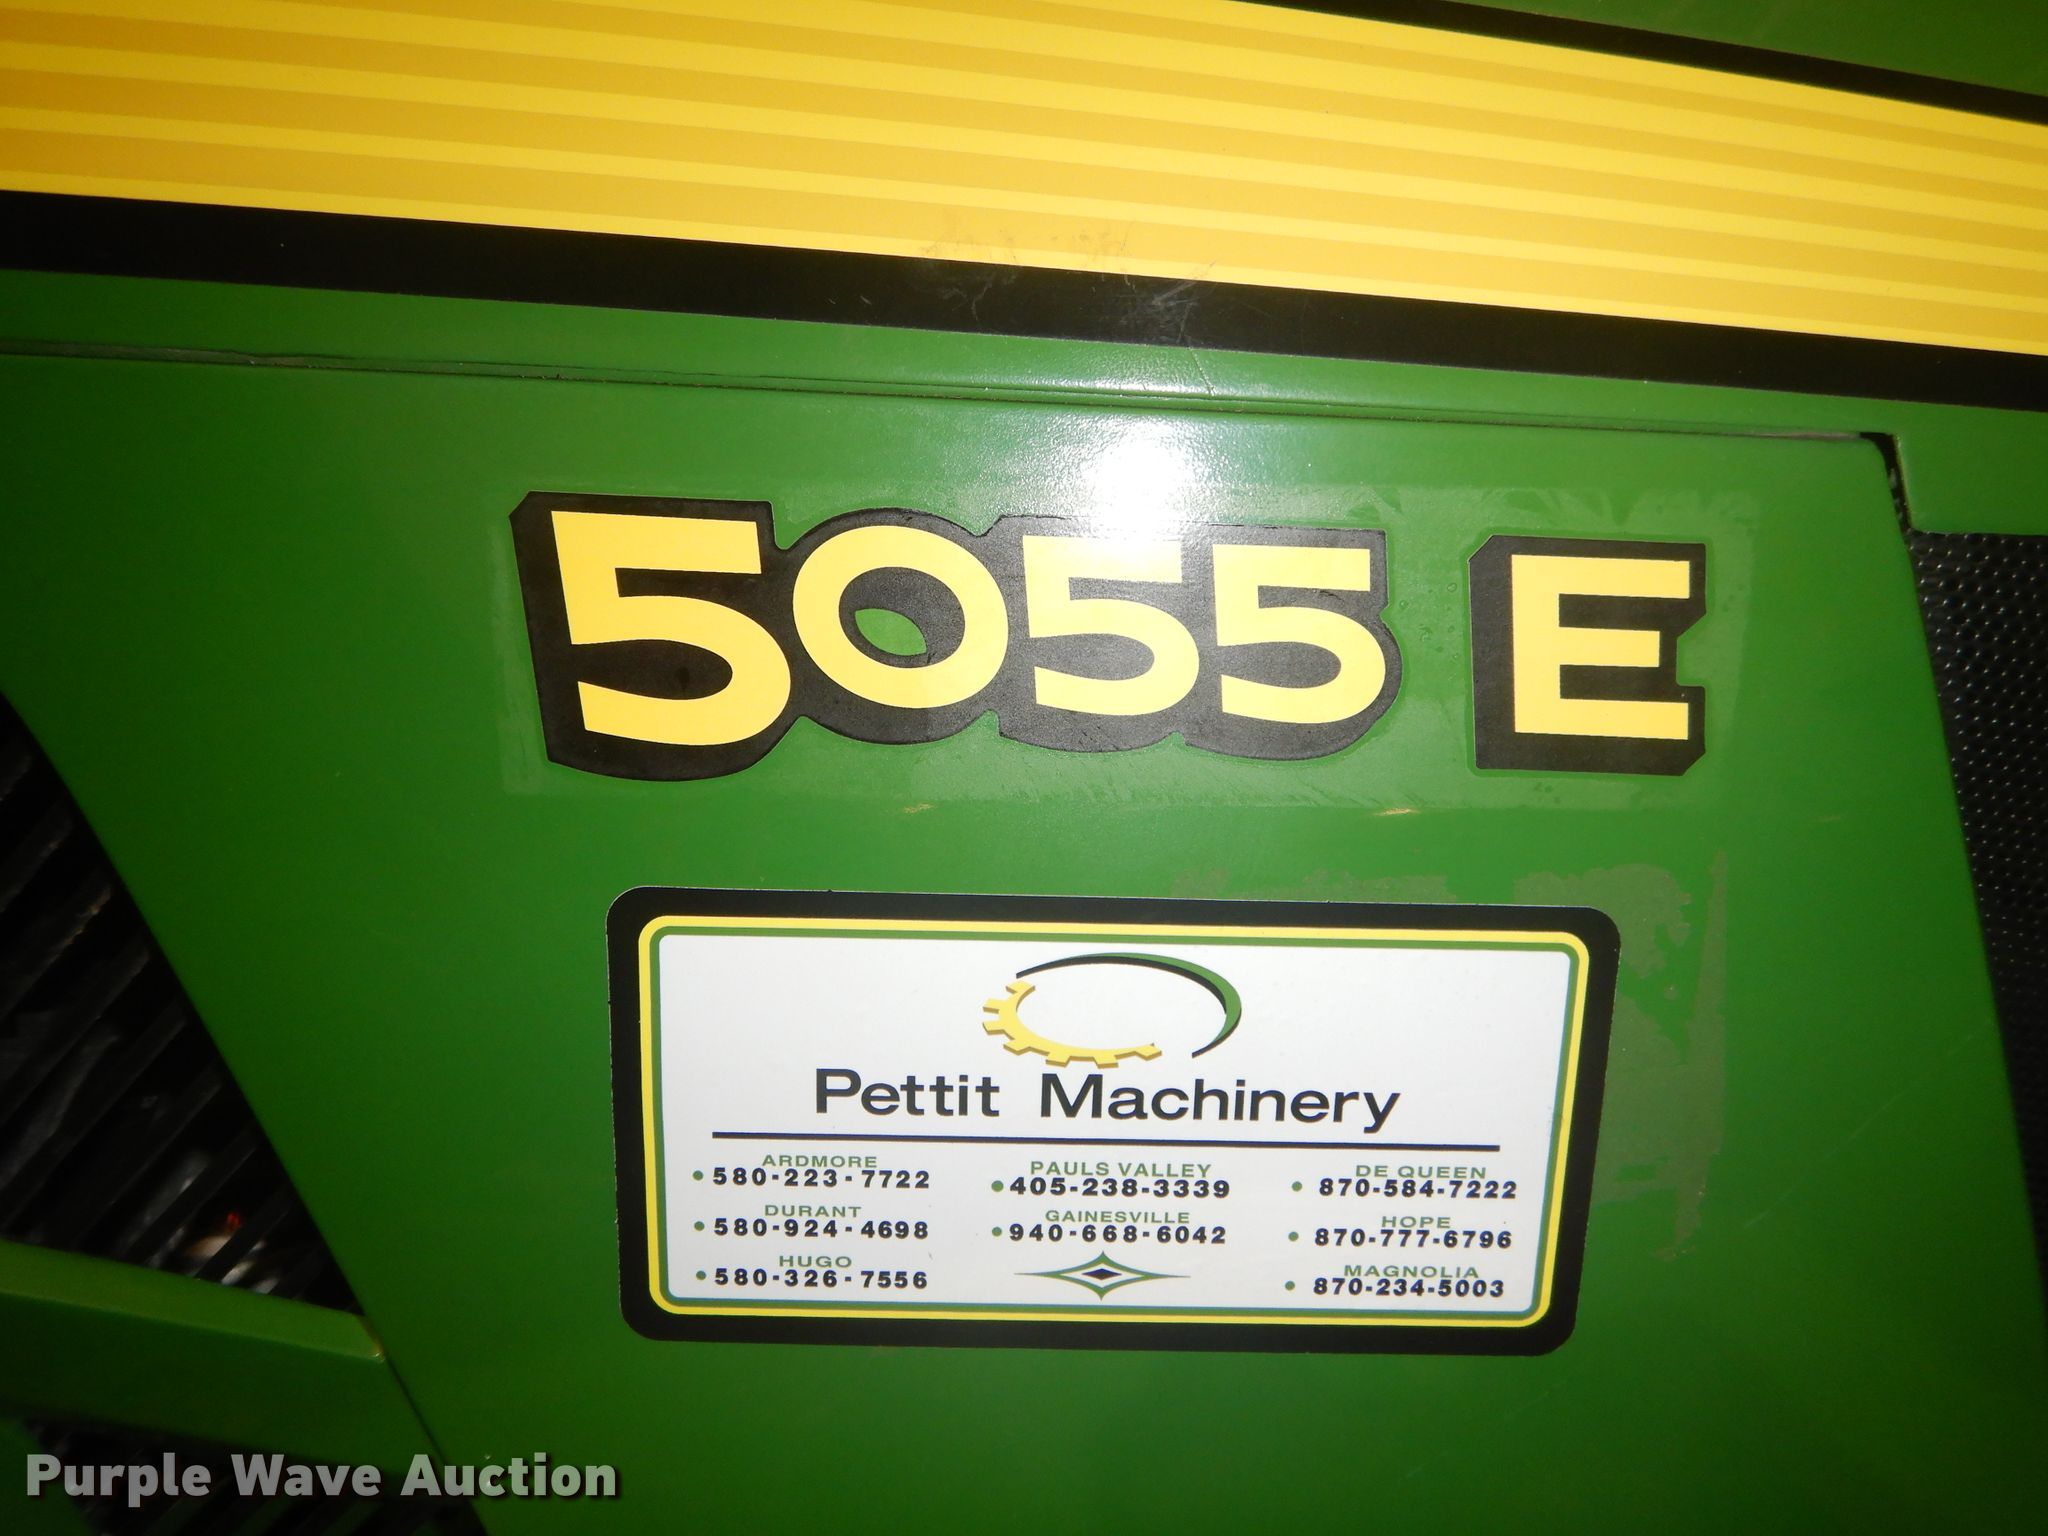 5055 E
Pettit Machinery
ARDMORE
• 580-223-7722
DURANT
• 580-924-4698
HUGO
• 580-326-7556
PAULS VALLEY
• 405-238-3339
GAINESVILLE
• 940-668-6042
DE QUEEN
• 870-584-7222
HOPE
• 870-777-6796
MAGNOLIA
• 870-234-5003
Purple Wave Auction